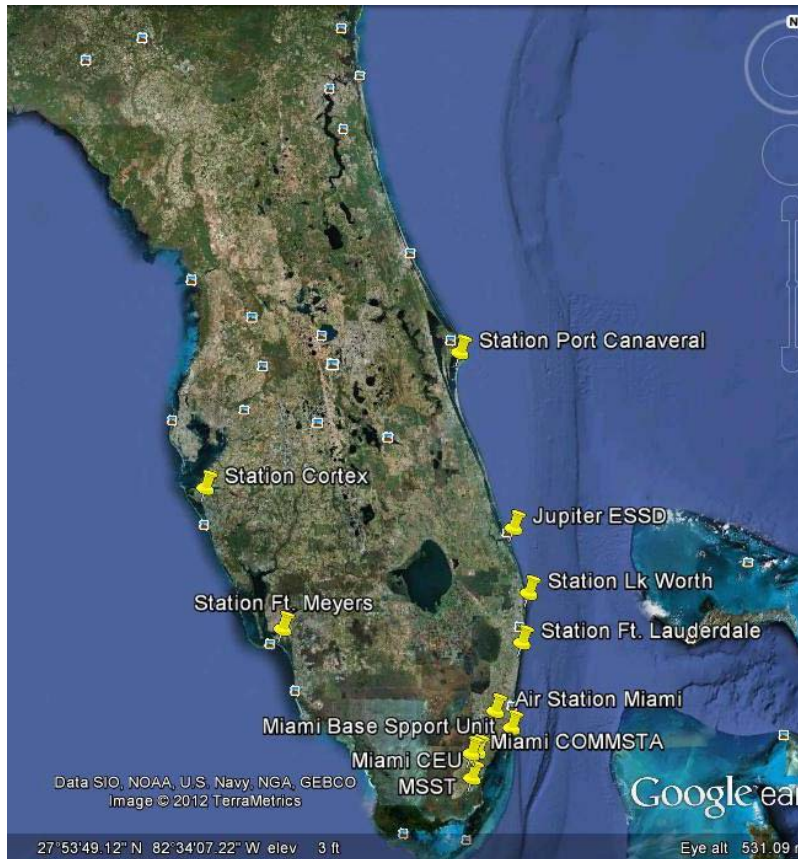 N
Station Port Canaveral
Station Cortex
Jupiter ESSD
Station Lk Worth
Station Ft. Meyers
Station Ft. Lauderdale
Air Station Miami
Miami Base Spport Unit
Miami COMMSTA
Miami CEU
MSST
Data SIO, NOAA, U.S. Navy, NGA, GEBCO
Image © 2012 TerraMetrics
Google ear
27°53'49.12" N 82°34'07.22" W elev 3 ft
Eye alt 531.09 m